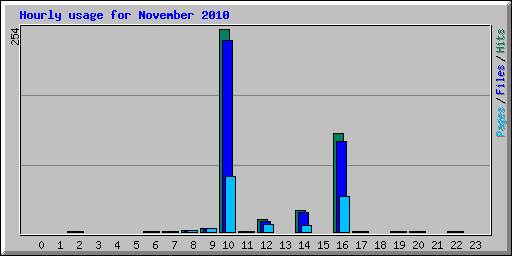 Hourly usage for November 2010
254
Pages / Files / Hits
0 1 2 3 4 5 6 7 8 9 10 11 12 13 14 15 16 17 18 19 20 21 22 23